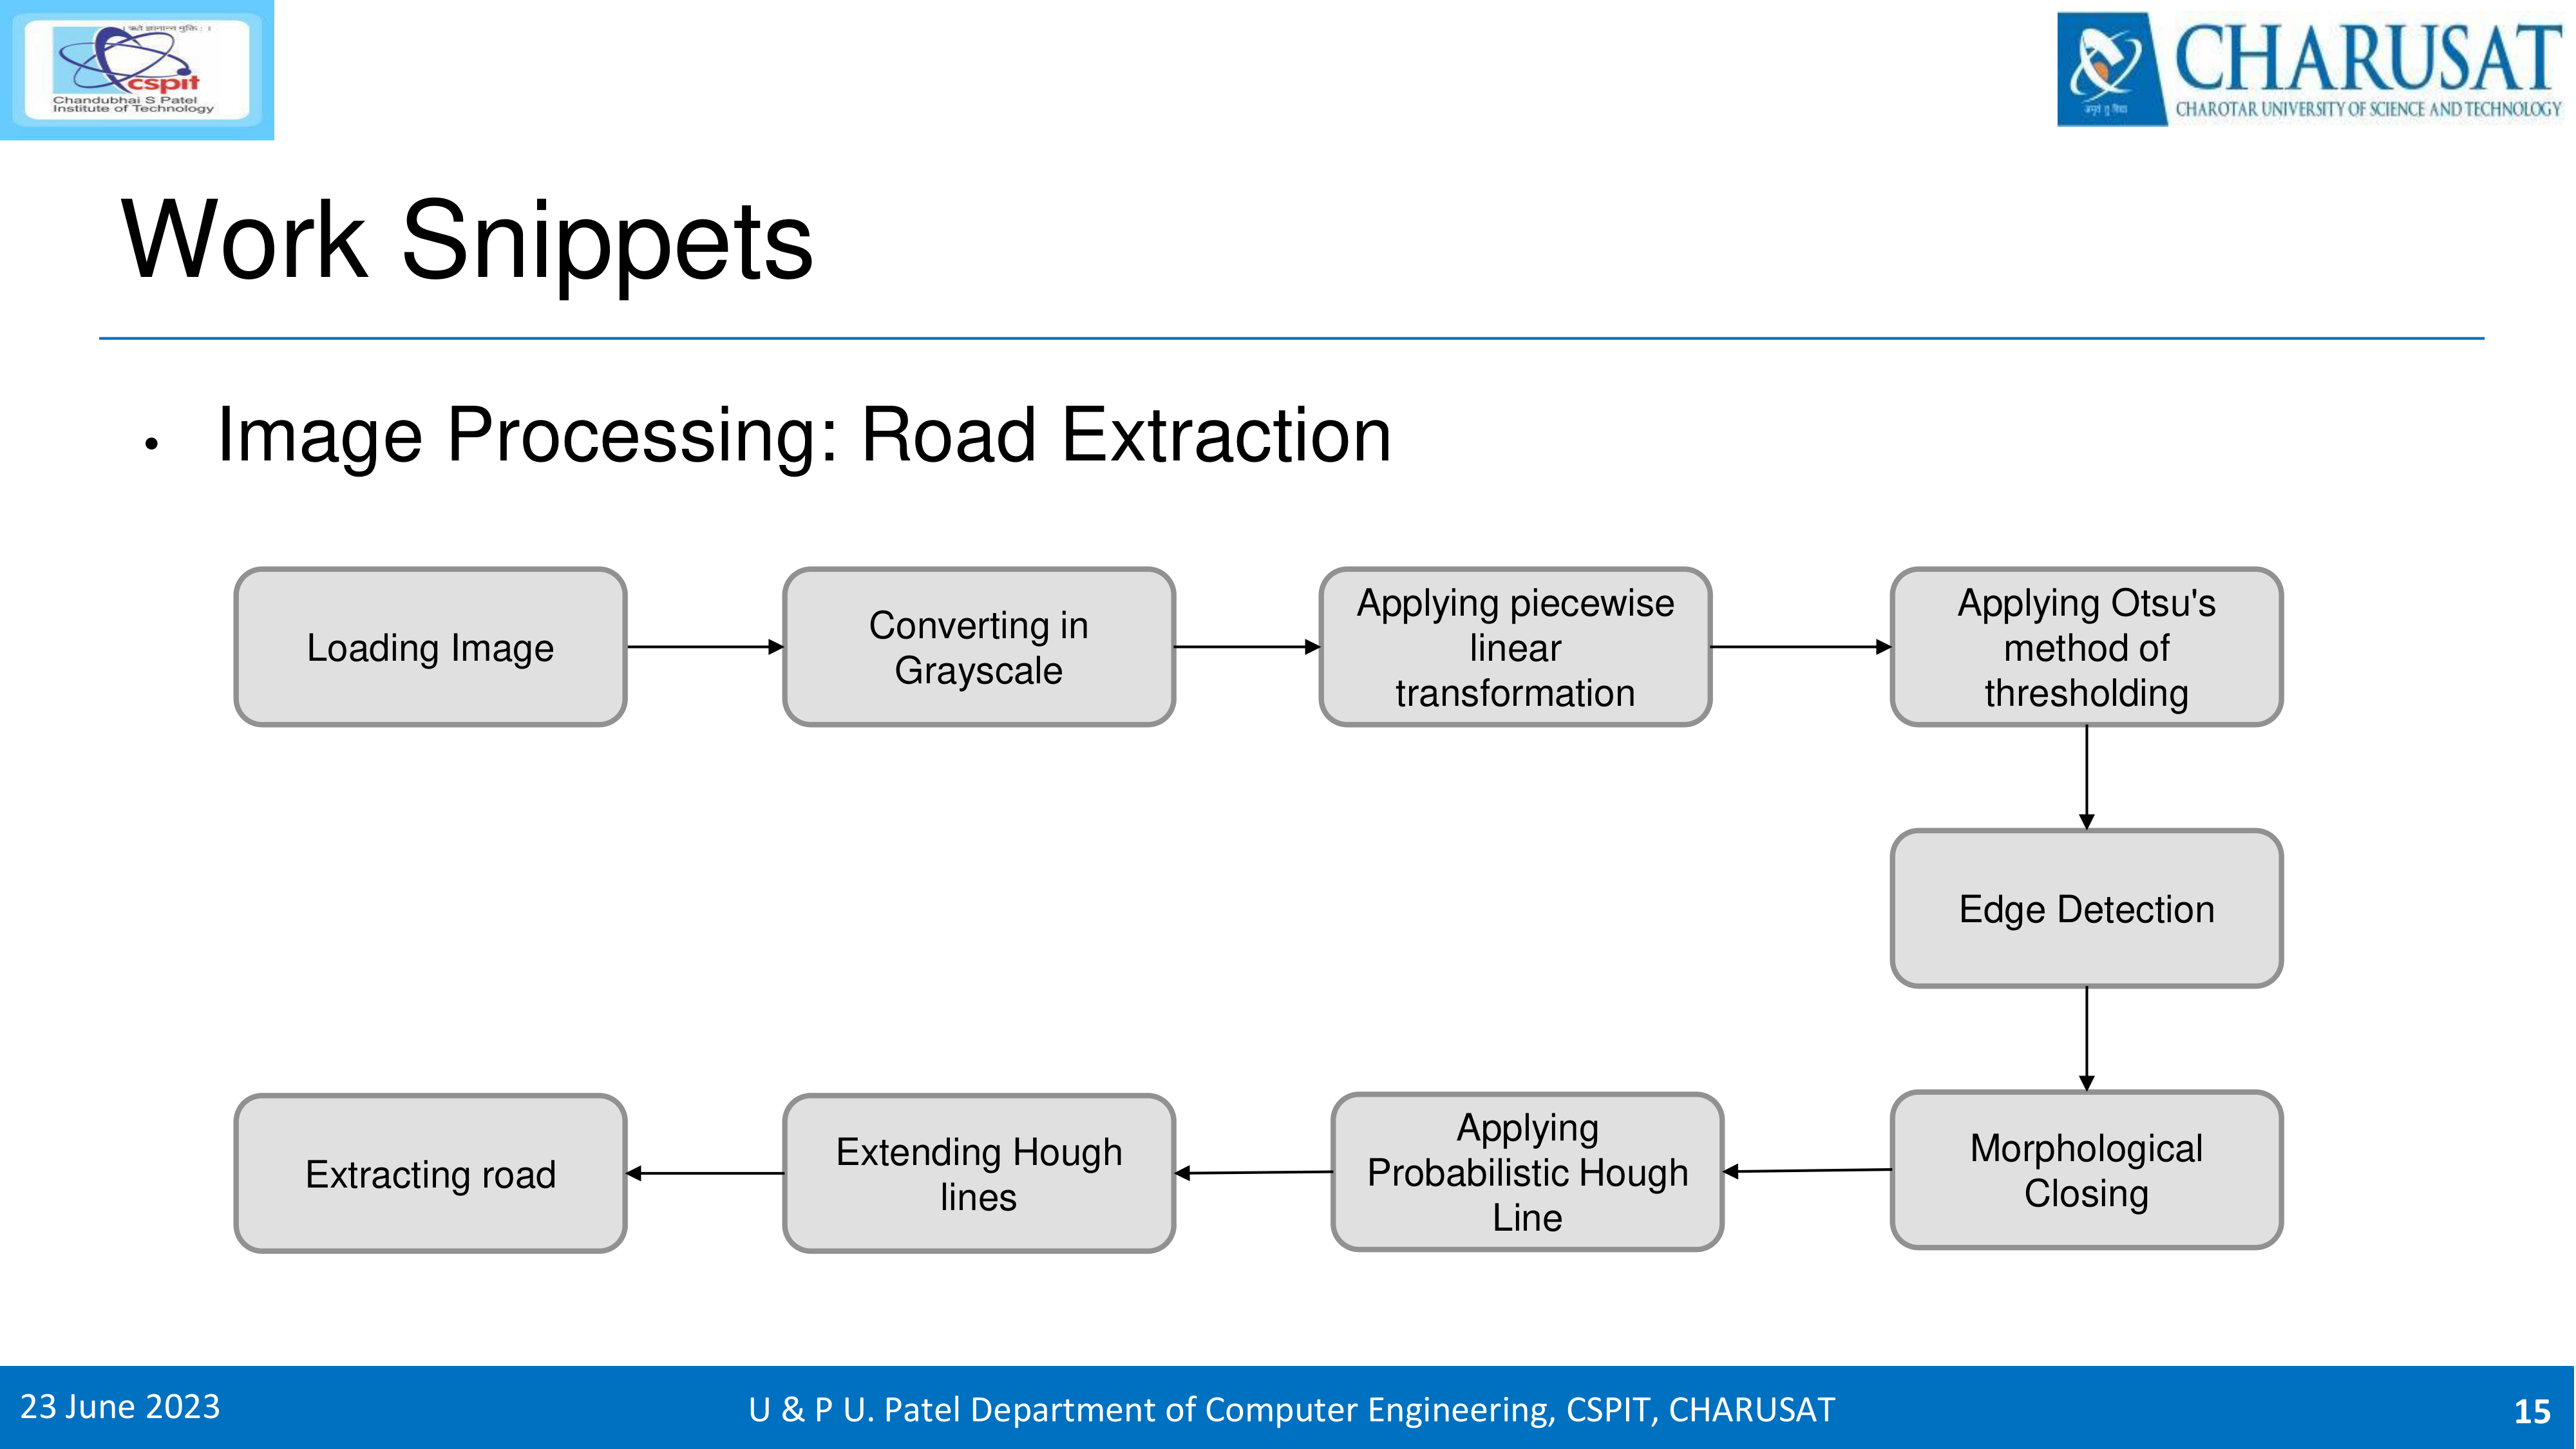 cspit
Chandubhai S Patel
Institute of Technology
CHARUSAT
CHAROTAR UNIVERSITY OF SCIENCE AND TECHNOLOGY
Work Snippets
• Image Processing: Road Extraction
Loading Image
Converting in
Grayscale
Applying piecewise
linear
transformation
Applying Otsu's
method of
thresholding
Edge Detection
Morphological
Closing
Applying
Probabilistic Hough
Line
Extending Hough
lines
Extracting road
23 June 2023
U & P U. Patel Department of Computer Engineering, CSPIT, CHARUSAT
15